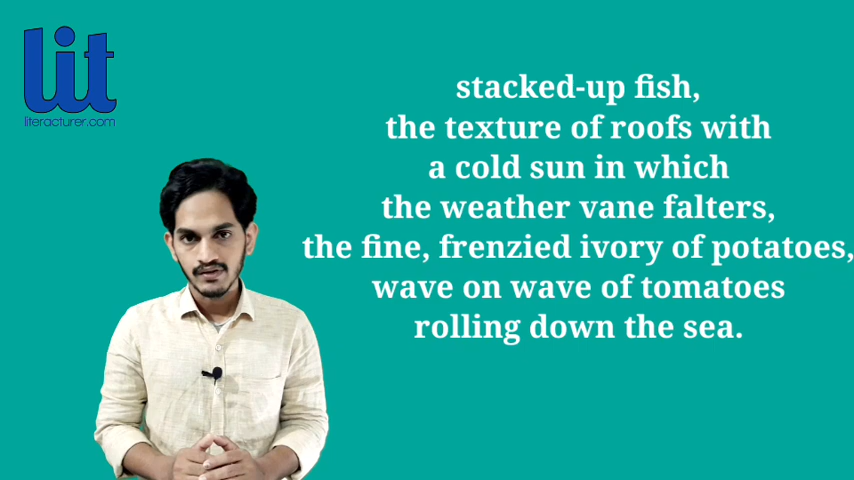 lit
literacturer.com
stacked-up fish,
the texture of roofs with
a cold sun in which
the weather vane falters,
the fine, frenzied ivory of potatoes,
wave on wave of tomatoes
rolling down the sea.